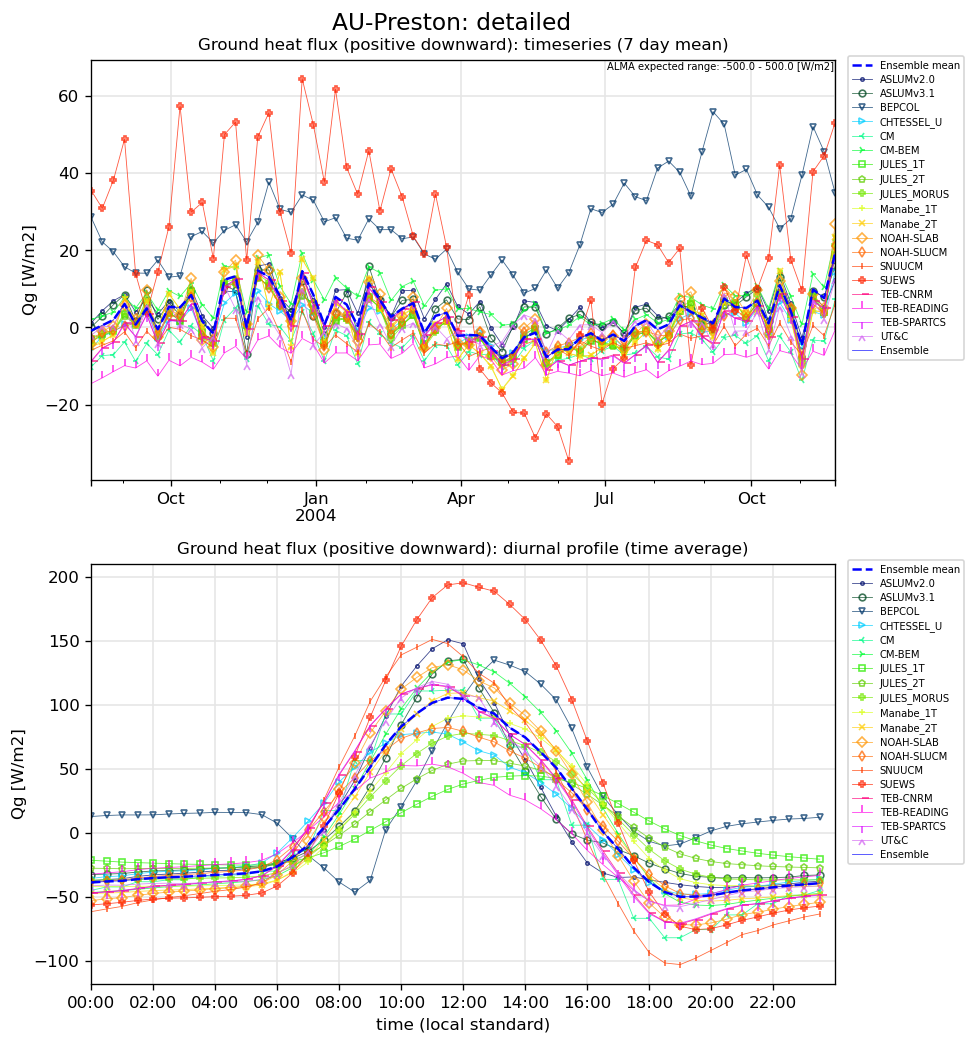 AU-Preston: detailed
Ground heat flux (positive downward): timeseries (7 day mean)
ALMA expected range: -500.0 - 500.0 [W/m2]
Qg [W/m2]
60
40
20
0
−20
Oct
Jan
2004
Apr
Jul
Oct
Ensemble mean
ASLUMv2.0
ASLUMv3.1
BEPCOL
CHTESSEL_U
CM
CM-BEM
JULES_1T
JULES_2T
JULES_MORUS
Manabe_1T
Manabe_2T
NOAH-SLAB
NOAH-SLUCM
SNUUCM
SUEWS
TEB-CNRM
TEB-READING
TEB-SPARTCS
UT&C
Ensemble
Ground heat flux (positive downward): diurnal profile (time average)
Qg [W/m2]
200
150
100
50
0
−50
−100
00:00
02:00
04:00
06:00
08:00
10:00
12:00
14:00
16:00
18:00
20:00
22:00
time (local standard)
Ensemble mean
ASLUMv2.0
ASLUMv3.1
BEPCOL
CHTESSEL_U
CM
CM-BEM
JULES_1T
JULES_2T
JULES_MORUS
Manabe_1T
Manabe_2T
NOAH-SLAB
NOAH-SLUCM
SNUUCM
SUEWS
TEB-CNRM
TEB-READING
TEB-SPARTCS
UT&C
Ensemble